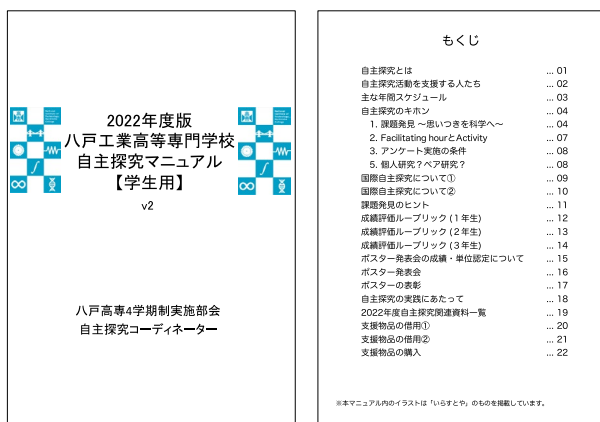 2022年度版
八戸工業高等専門学校
自主探究マニュアル
【学生用】
v2
八戸高専4学期制実施部会
自主探究コーディネーター
もくじ
自主探究とは ... 01
自主探究活動を支援する人たち ... 02
主な年間スケジュール ... 03
自主探究のキホン ... 04
1. 課題発見 ～思いつきを科学へ～ ... 04
2. Facilitating hourとActivity ... 07
3. アンケート実施の条件 ... 08
5. 個人研究？ペア研究？ ... 08
国際自主探究について① ... 09
国際自主探究について② ... 10
課題発見のヒント ... 11
成績評価ルーブリック (１年生) ... 12
成績評価ルーブリック (２年生) ... 13
成績評価ルーブリック (３年生) ... 14
ポスター発表会の成績・単位認定について ... 15
ポスター発表会 ... 16
ポスターの表彰 ... 17
自主探究の実践にあたって ... 18
2022年度自主探究関連資料一覧 ... 19
支援物品の借用① ... 20
支援物品の借用② ... 21
支援物品の購入 ... 22
※本マニュアル内のイラストは「いらすとや」のものを掲載しています。